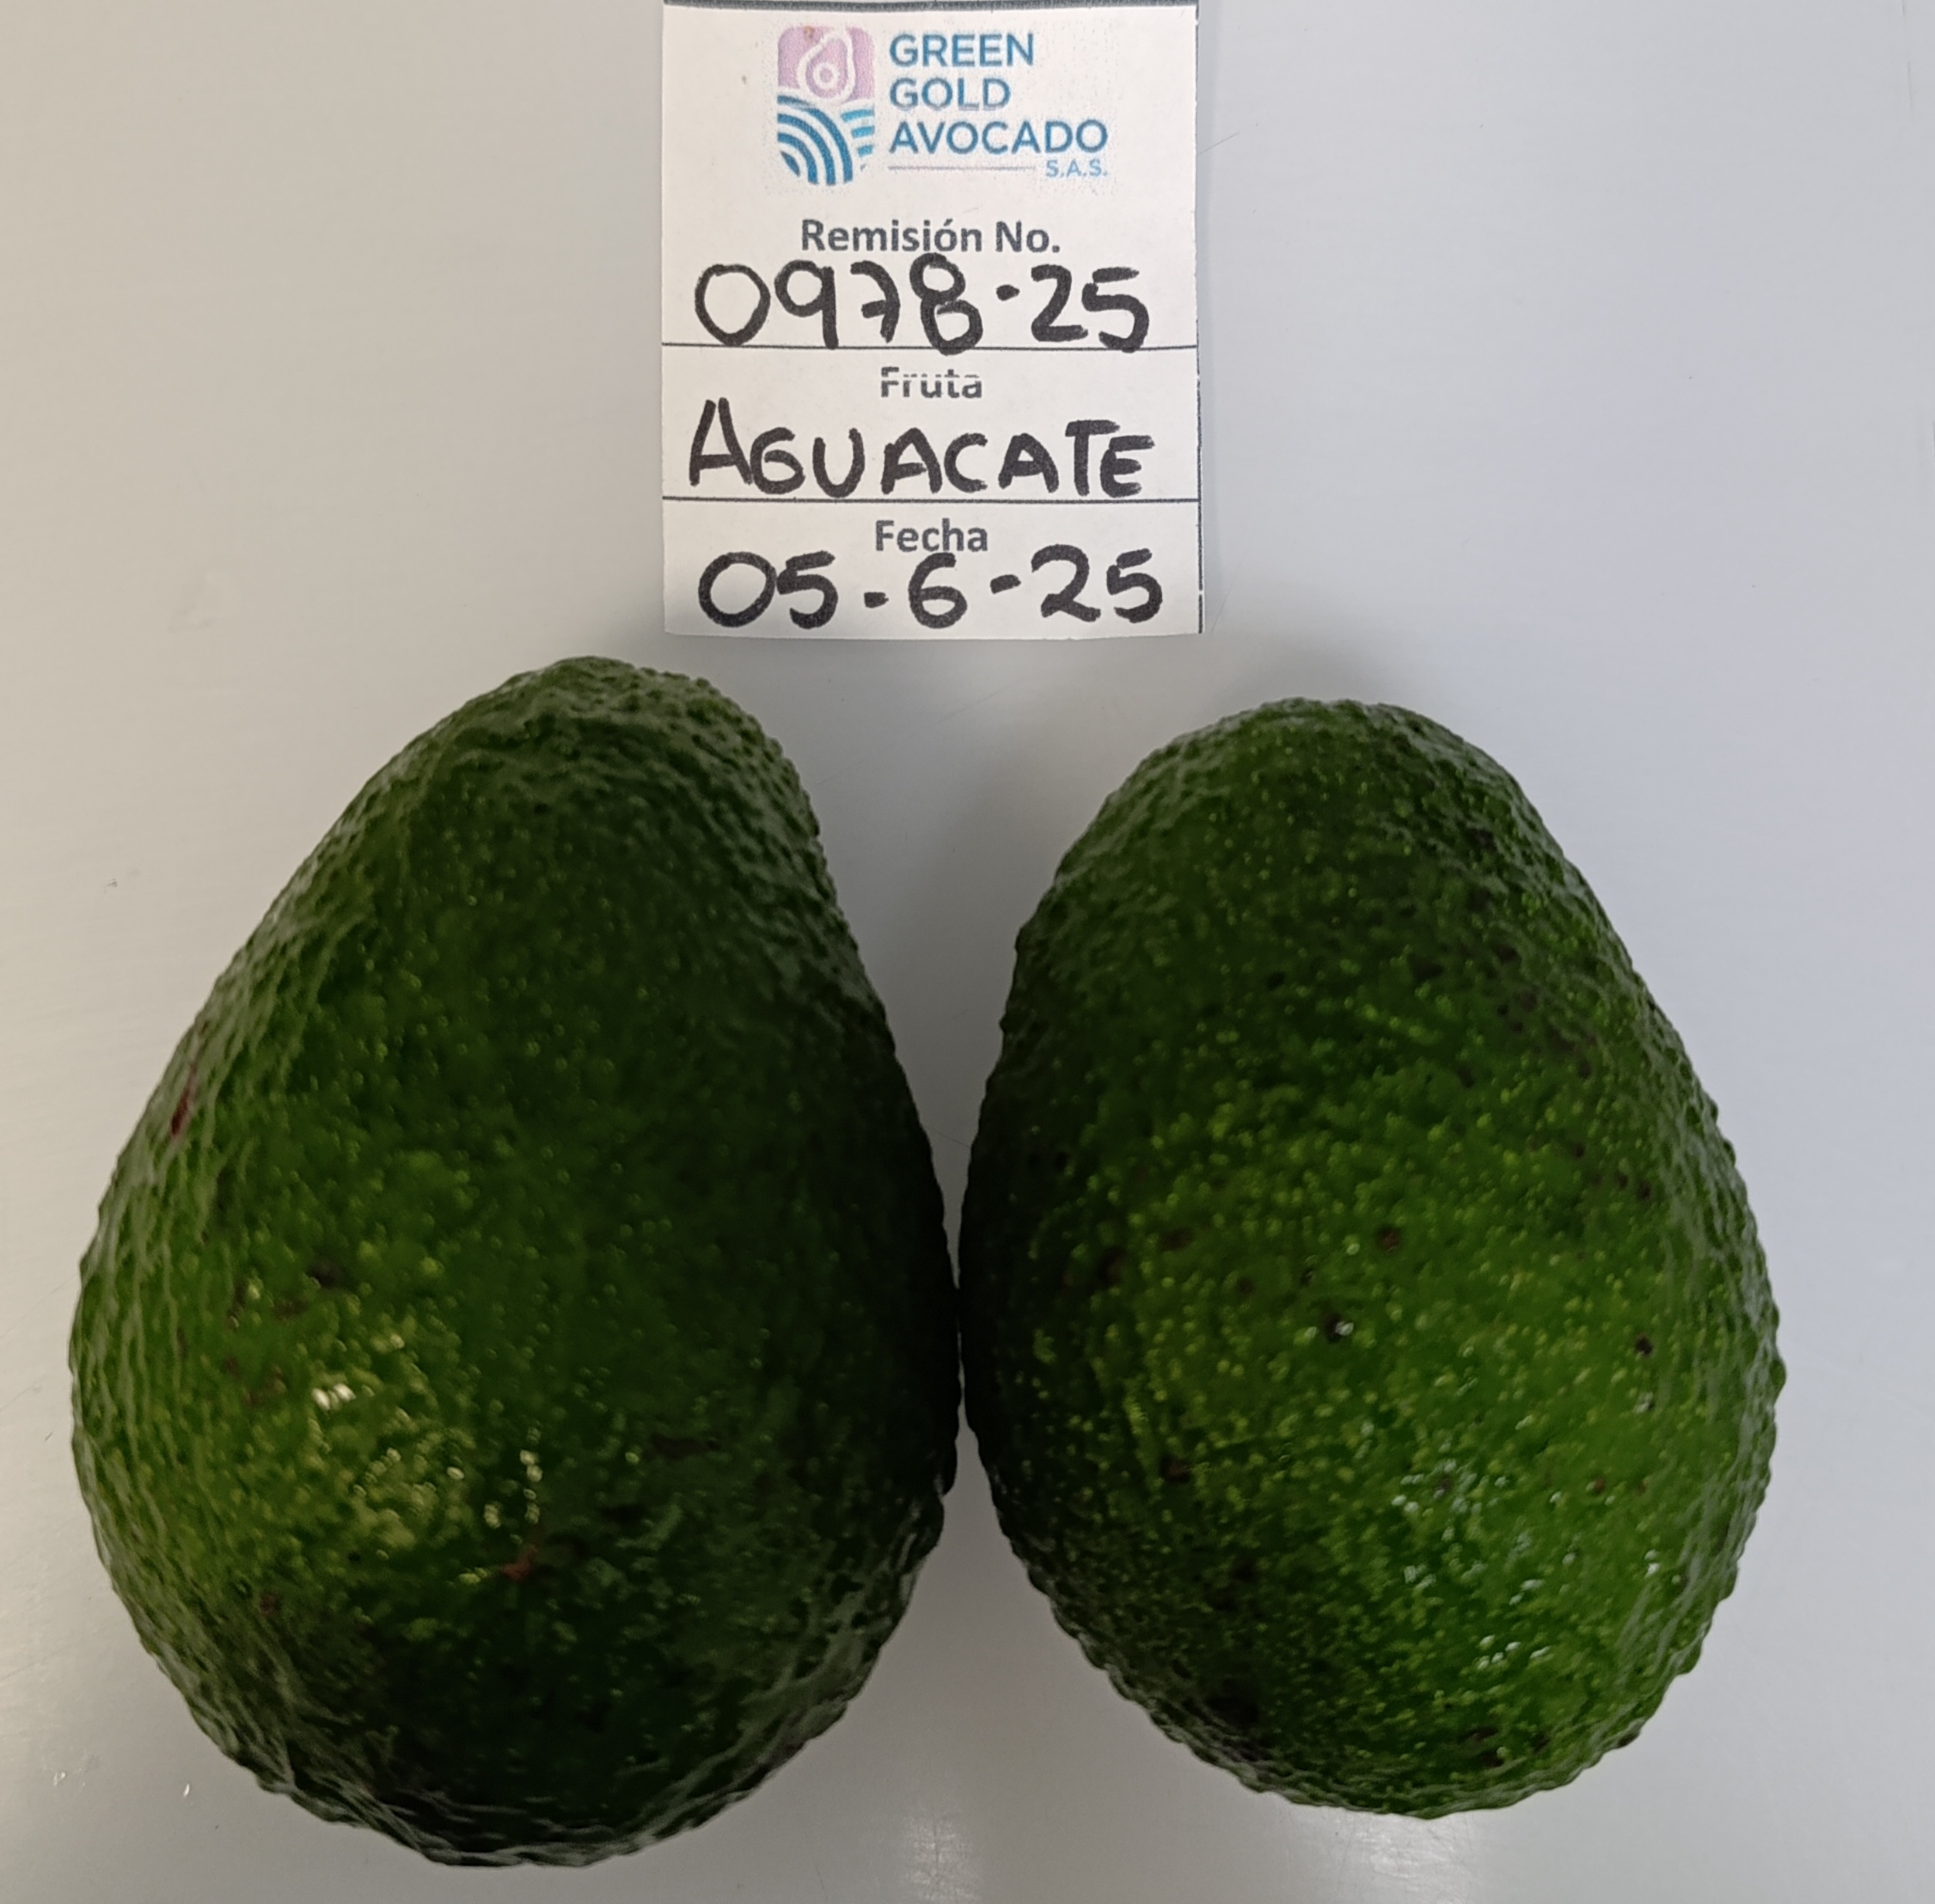 GREEN
GOLD
AVOCADO
S.A.S.
Remisión No.
0978-25
Fruta
AGUACATE
Fecha
05-6-25